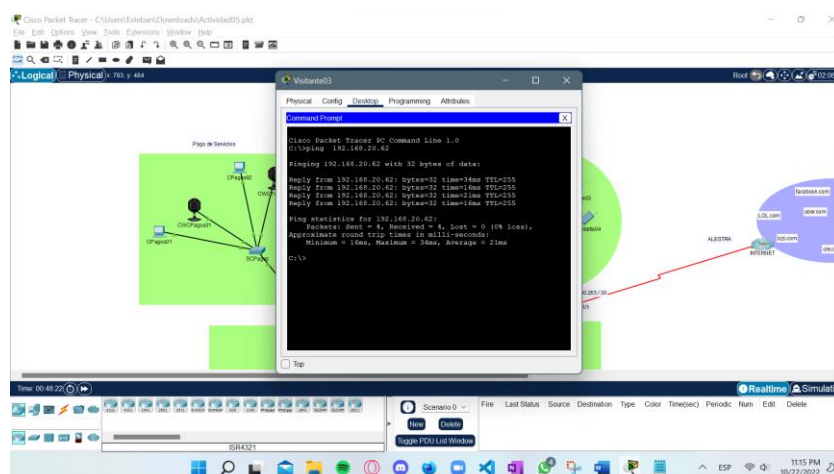 Cisco Packet Tracer - C:\Users\Esteban\Downloads\Actividad05.pkt
File Edit Options View Tools Extensions Window Help
Logical Physical x: 783, y: 484
Root
Visitante03
Physical Config Desktop Programming Attributes
Command Prompt
X
Cisco Packet Tracer PC Command Line 1.0
C:\>ping 192.168.20.62
Pinging 192.168.20.62 with 32 bytes of data:
Reply from 192.168.20.62: bytes=32 time=34ms TTL=255
Reply from 192.168.20.62: bytes=32 time=16ms TTL=255
Reply from 192.168.20.62: bytes=32 time=21ms TTL=255
Reply from 192.168.20.62: bytes=32 time=16ms TTL=255
Ping statistics for 192.168.20.62:
Packets: Sent = 4, Received = 4, Lost = 0 (0% loss),
Approximate round trip times in milli-seconds:
Minimum = 16ms, Maximum = 34ms, Average = 21ms
C:\>
Top
Pago de Servicios
CPagos02
CWCPagos01
CPagos01
facebook.com
LOL.com
uber.com
ALESTRA
INTERNET
Time: 00:48:22
Realtime
Simulati
Scenario 0
Fire Last Status Source Destination Type Color Time(sec) Periodic Num Edit Delete
New Delete
Toggle PDU List Window
ISR4321
ESP
11:15 PM
10/22/2022